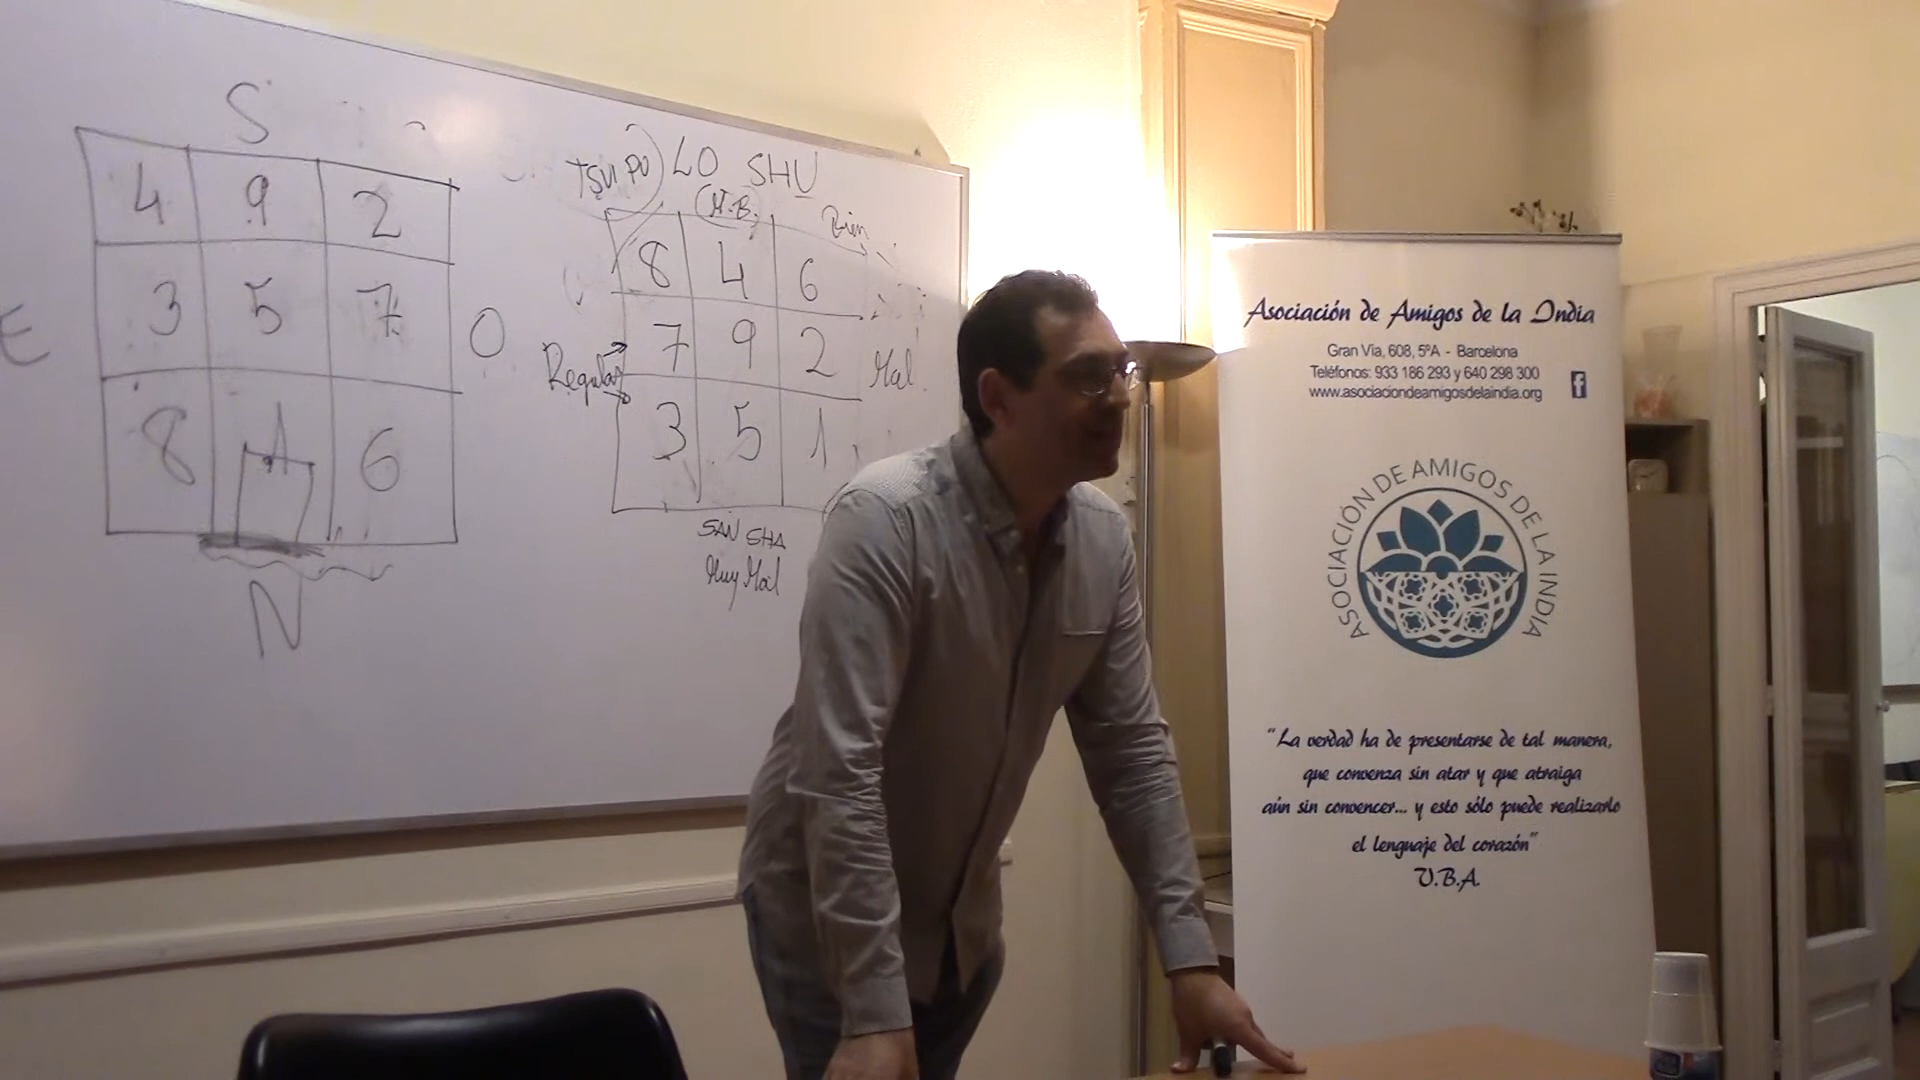 S
4 9 2
E 3 5 7 O
8 1 6
N
TSUI PO LO SHU
M.B. Bien
8 4 6
Regular 7 9 2 Mal
3 5 1
SAN SHA
Muy Mal
Asociación de Amigos de la India
Gran Vía, 608, 5ºA - Barcelona
Teléfonos: 933 186 293 y 640 298 300
www.asociaciondeamigosdelaindia.org
f
ASOCIACIÓN DE AMIGOS DE LA INDIA
"La verdad ha de presentarse de tal manera,
que convenza sin atar y que atraiga
aún sin convencer... y esto sólo puede realizarlo
el lenguaje del corazón"
V.B.A.